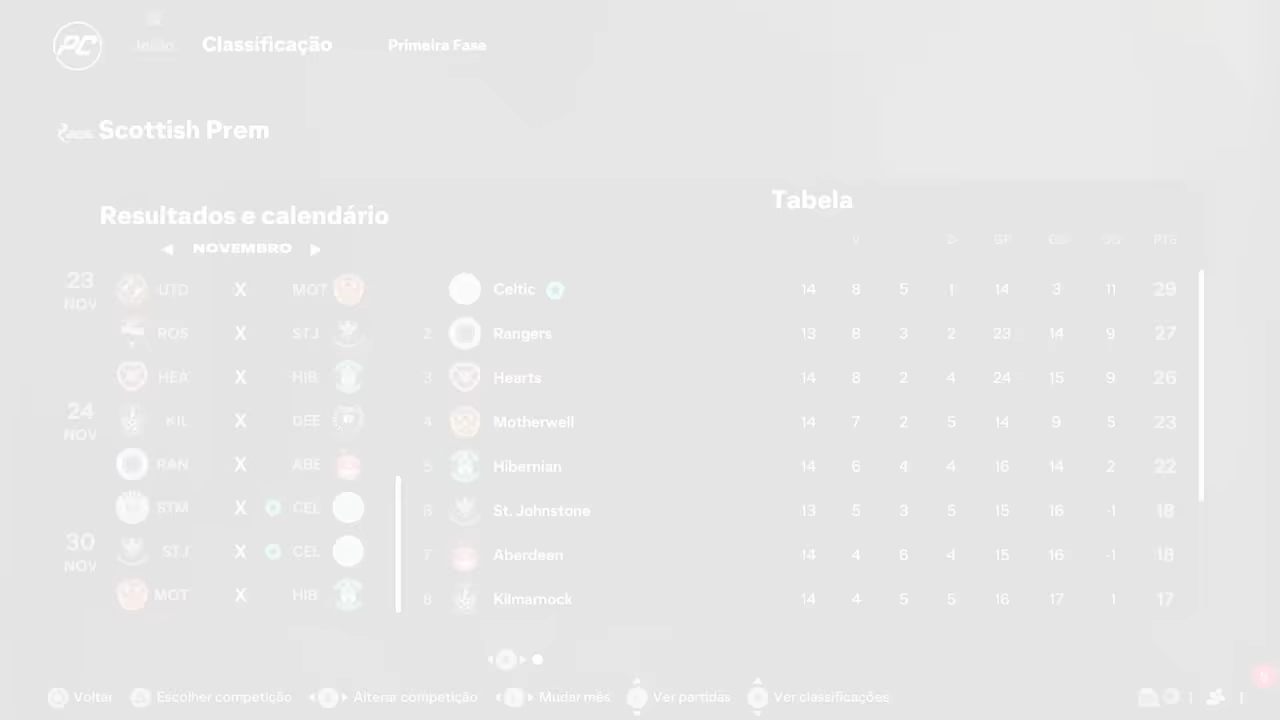 PC Início Classificação Primeira Fase
Scottish Prem
Resultados e calendário
NOVEMBRO
23 NOV
UTD X MOT
ROS X STJ
HEA X HIB
24 NOV
KIL X DEE
RAN X ABE
STM X CEL
30 NOV
STJ X CEL
MOT X HIB
Tabela
V GP PTS
Celtic 14 8 5 1 14 3 11 29
2 Rangers 13 8 3 2 23 14 9 27
3 Hearts 14 8 2 4 24 15 9 26
4 Motherwell 14 7 2 5 14 9 5 23
5 Hibernian 14 6 4 4 16 14 2 22
6 St. Johnstone 13 5 3 5 15 16 -1 18
7 Aberdeen 14 4 6 4 15 16 -1 18
8 Kilmarnock 14 4 5 5 16 17 1 17
Voltar Escolher competição Alterar competição Mudar mês Ver partidas Ver classificações 1 1